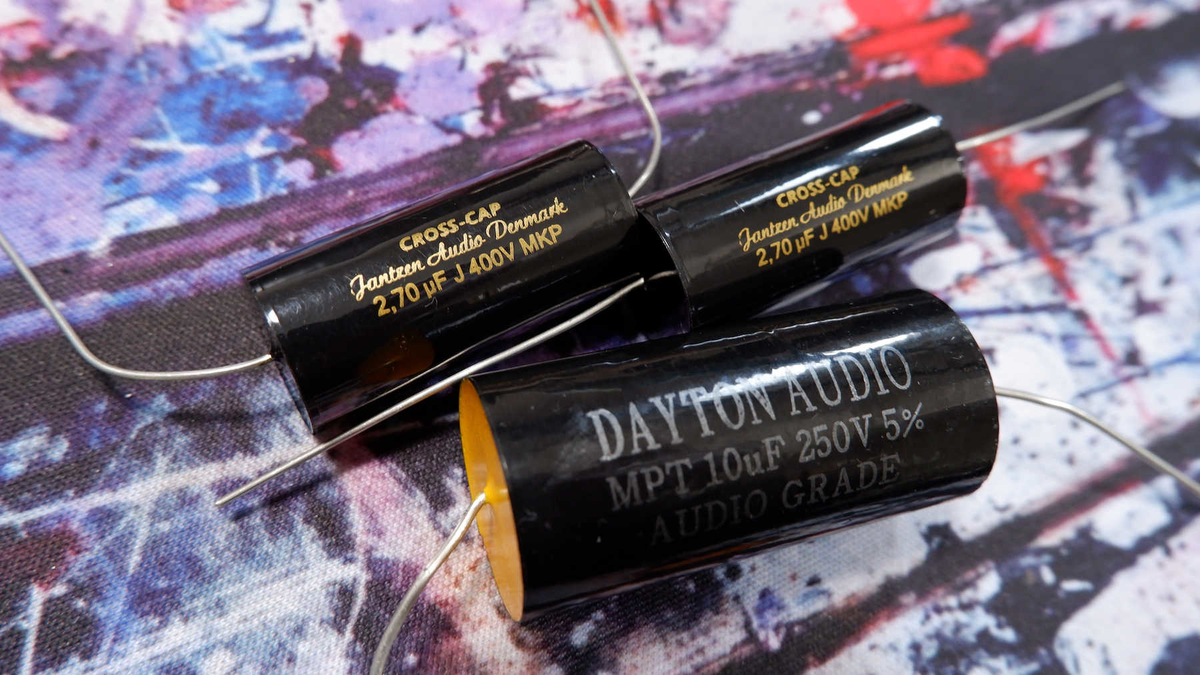 CROSS-CAP
Jantzen Audio Denmark
2,70 µF J 400V MKP
CROSS-CAP
Jantzen Audio Denmark
2,70 µF J 400V MKP
DAYTON AUDIO
MPT 10uF 250V 5%
AUDIO GRADE